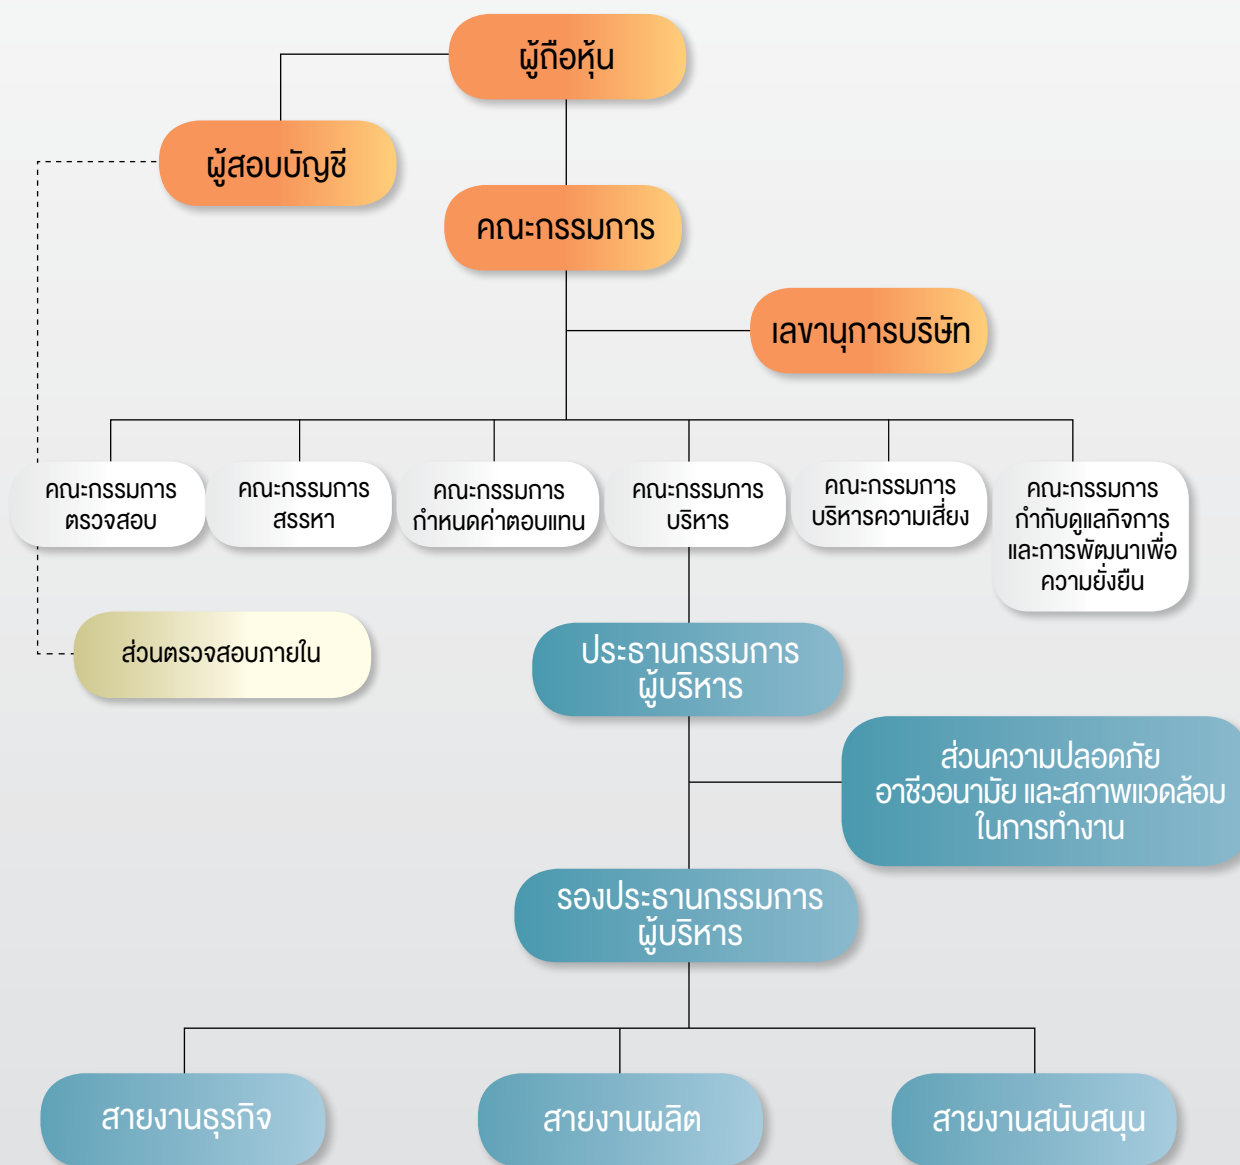 ผู้ถือหุ้น
ผู้สอบบัญชี
คณะกรรมการ
เลขานุการบริษัท
คณะกรรมการ
ตรวจสอบ
คณะกรรมการ
สรรหา
คณะกรรมการ
กำหนดค่าตอบแทน
คณะกรรมการ
บริหาร
คณะกรรมการ
บริหารความเสี่ยง
คณะกรรมการ
กำกับดูแลกิจการ
และการพัฒนาเพื่อ
ความยั่งยืน
ส่วนตรวจสอบภายใน
ประธานกรรมการ
ผู้บริหาร
ส่วนความปลอดภัย
อาชีวอนามัย และสภาพแวดล้อม
ในการทำงาน
รองประธานกรรมการ
ผู้บริหาร
สายงานธุรกิจ
สายงานผลิต
สายงานสนับสนุน